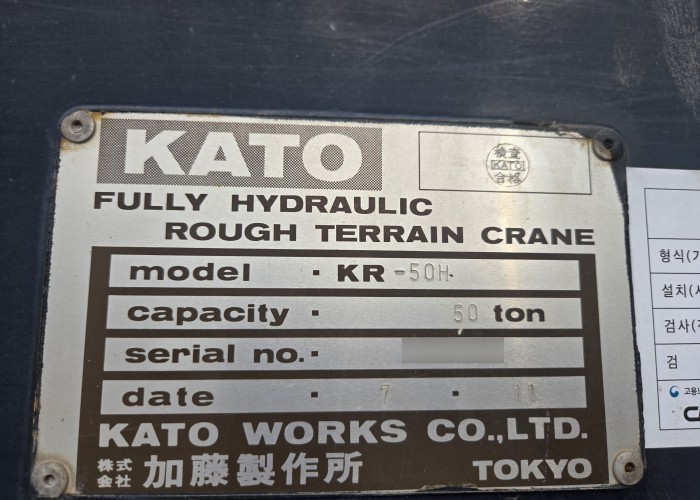 KATO
検査
KATO
合格
FULLY HYDRAULIC
ROUGH TERRAIN CRANE
model · KR-50H·
capacity · 50 ton
serial no.·
date · 7 · 11
KATO WORKS CO.,LTD.
株式会社 加藤製作所 TOKYO
형식(
설치(
검사(
검